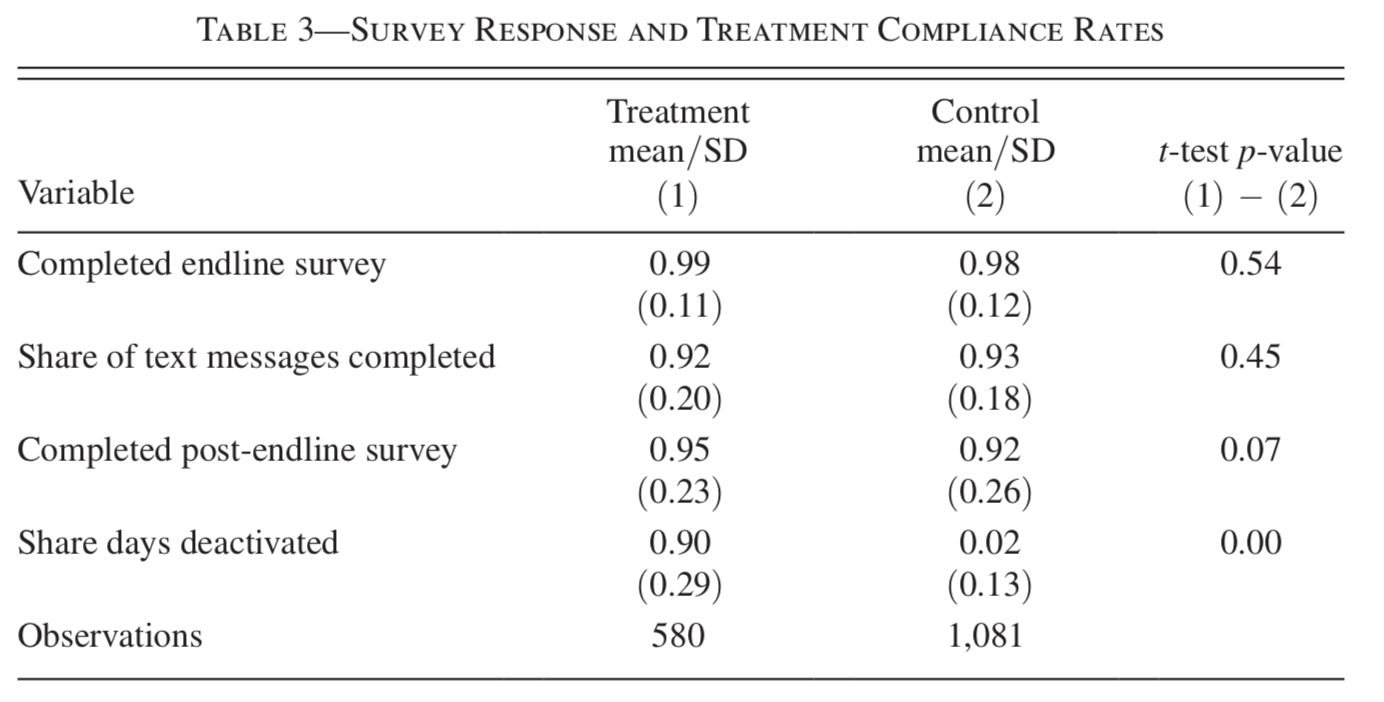 TABLE 3—SURVEY RESPONSE AND TREATMENT COMPLIANCE RATES
Treatment Control
mean/SD mean/SD t-test p-value
Variable (1) (2) (1) − (2)
Completed endline survey 0.99 0.98 0.54
(0.11) (0.12)
Share of text messages completed 0.92 0.93 0.45
(0.20) (0.18)
Completed post-endline survey 0.95 0.92 0.07
(0.23) (0.26)
Share days deactivated 0.90 0.02 0.00
(0.29) (0.13)
Observations 580 1,081